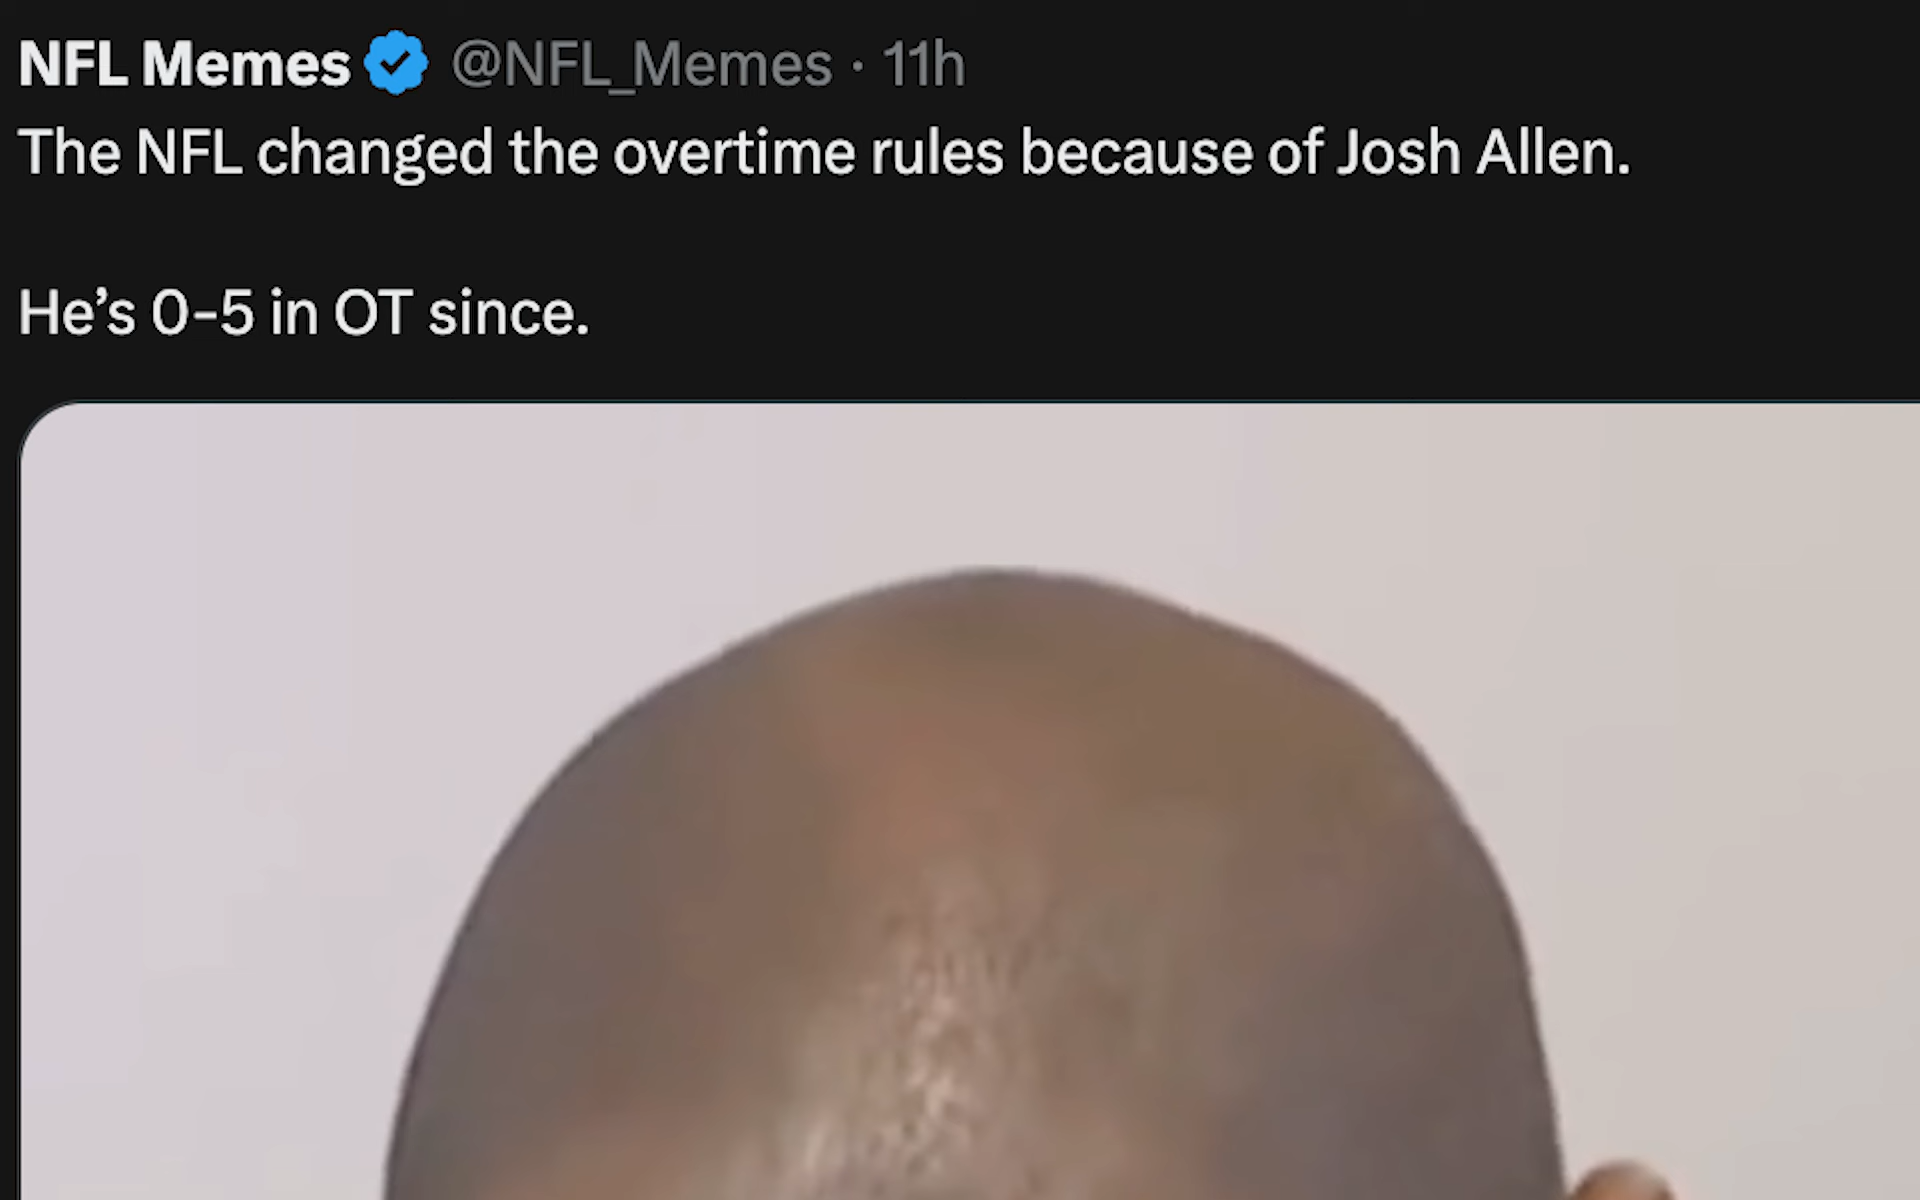 NFL Memes @NFL_Memes · 11h
The NFL changed the overtime rules because of Josh Allen.
He’s 0-5 in OT since.